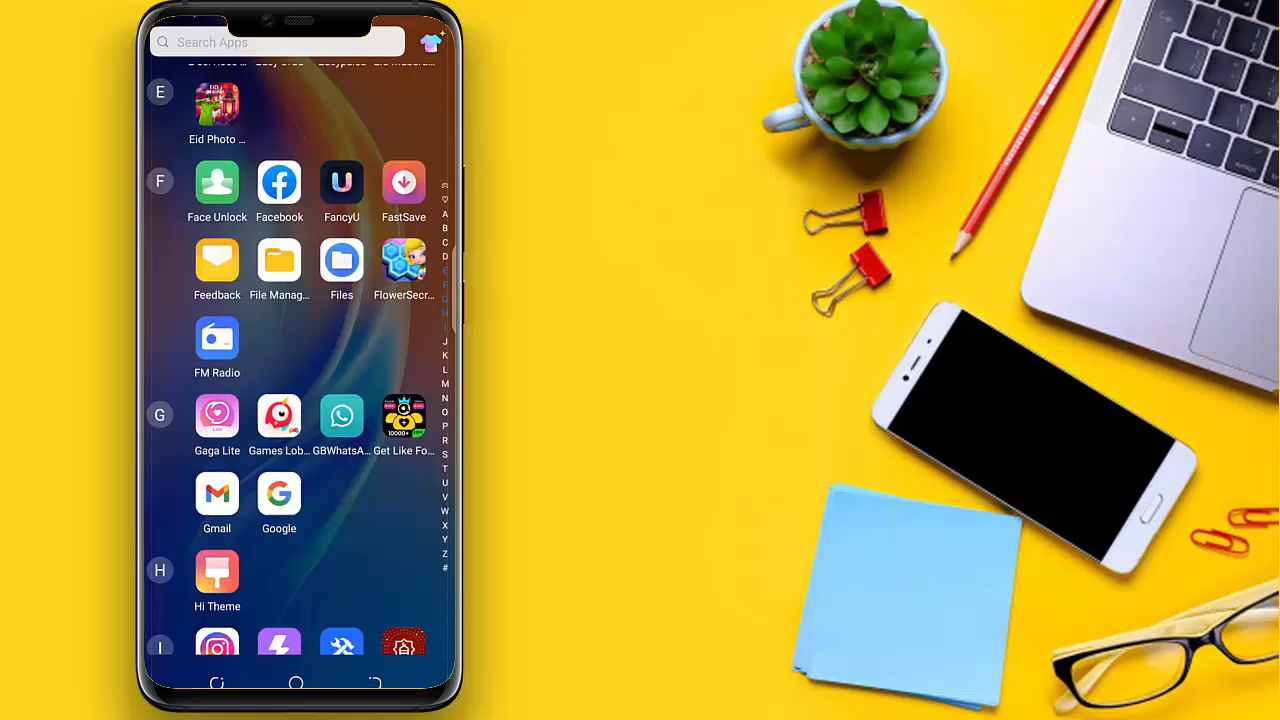 Search Apps
E
Eid Photo ...
F
Face Unlock Facebook FancyU FastSave
Feedback File Manag... Files FlowerSecr...
FM Radio
G
Gaga Lite Games Lob... GBWhatsA... Get Like Fo...
Gmail Google
H
Hi Theme
I
A
B
C
D
E
F
G
H
I
J
K
L
M
N
O
P
R
S
T
U
V
W
X
Y
Z
#